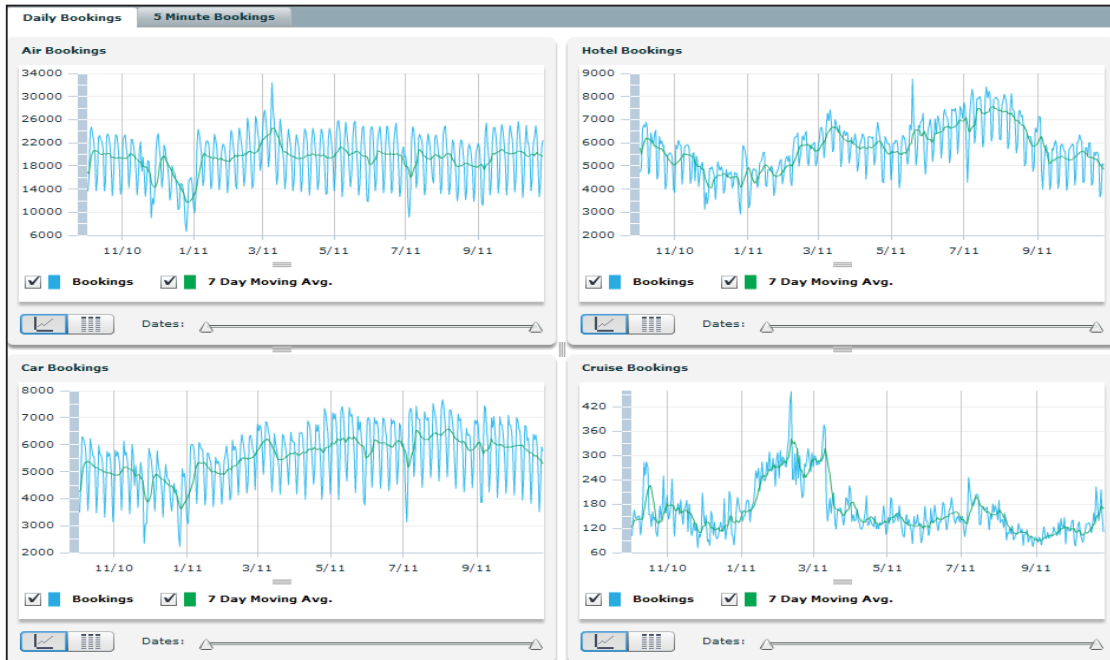 Daily Bookings 5 Minute Bookings
Air Bookings
34000
30000
26000
22000
18000
14000
10000
6000
11/10 1/11 3/11 5/11 7/11 9/11
Bookings 7 Day Moving Avg.
Dates:
Hotel Bookings
9000
8000
7000
6000
5000
4000
3000
2000
11/10 1/11 3/11 5/11 7/11 9/11
Bookings 7 Day Moving Avg.
Dates:
Car Bookings
8000
7000
6000
5000
4000
3000
2000
11/10 1/11 3/11 5/11 7/11 9/11
Bookings 7 Day Moving Avg.
Dates:
Cruise Bookings
420
360
300
240
180
120
60
11/10 1/11 3/11 5/11 7/11 9/11
Bookings 7 Day Moving Avg.
Dates: